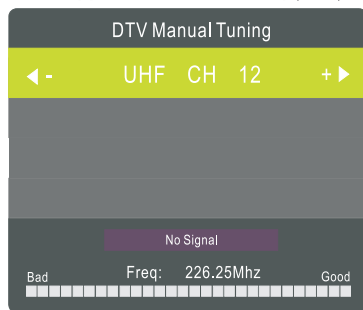 DTV Manual Tuning
- UHF CH 12 +
No Signal
Freq: 226.25Mhz
Bad Good